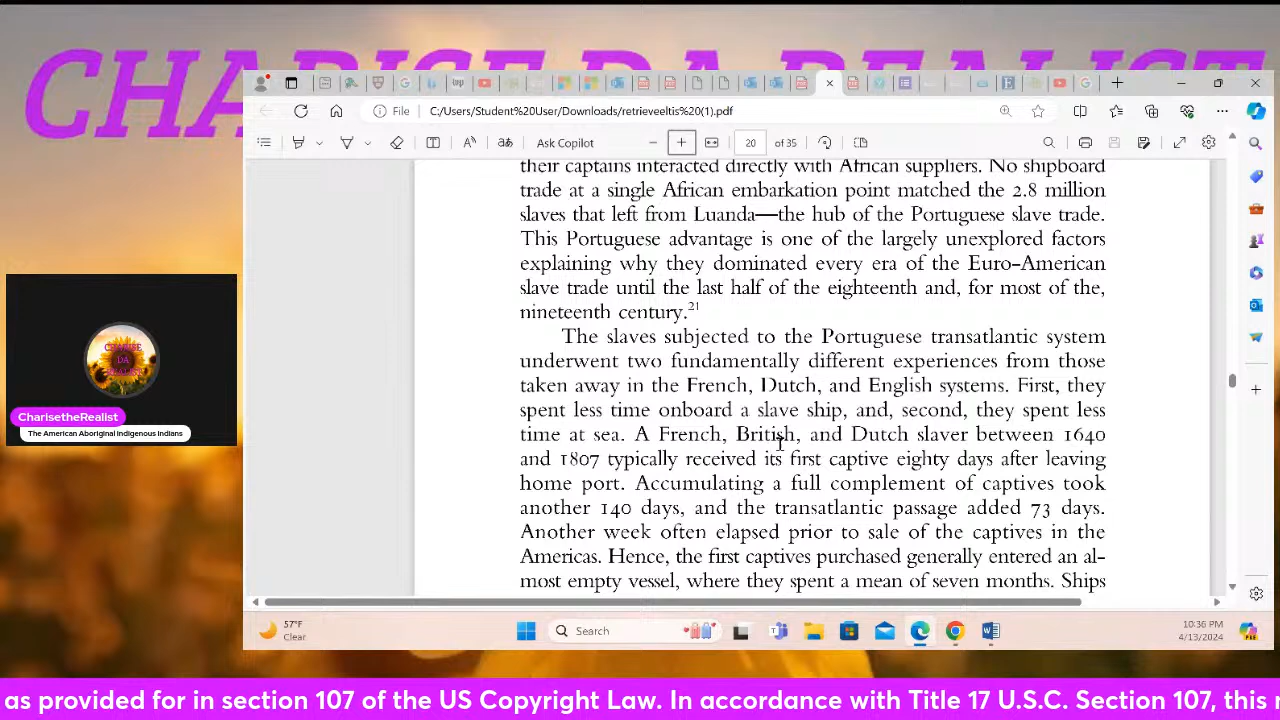 CHARISE DA REALIST
File
C:/Users/Student%20User/Downloads/retrieveeltis%20(1).pdf
Ask Copilot
20
of 35
their captains interacted directly with African suppliers. No shipboard
trade at a single African embarkation point matched the 2.8 million
slaves that left from Luanda—the hub of the Portuguese slave trade.
This Portuguese advantage is one of the largely unexplored factors
explaining why they dominated every era of the Euro-American
slave trade until the last half of the eighteenth and, for most of the,
nineteenth century.21
The slaves subjected to the Portuguese transatlantic system
underwent two fundamentally different experiences from those
taken away in the French, Dutch, and English systems. First, they
spent less time onboard a slave ship, and, second, they spent less
time at sea. A French, British, and Dutch slaver between 1640
and 1807 typically received its first captive eighty days after leaving
home port. Accumulating a full complement of captives took
another 140 days, and the transatlantic passage added 73 days.
Another week often elapsed prior to sale of the captives in the
Americas. Hence, the first captives purchased generally entered an al-
most empty vessel, where they spent a mean of seven months. Ships
CHARISE
DA
REALIST
CharisetheRealist
The American Aboriginal Indigenous Indians
57°F
Clear
Search
10:36 PM
4/13/2024
as provided for in section 107 of the US Copyright Law. In accordance with Title 17 U.S.C. Section 107, this